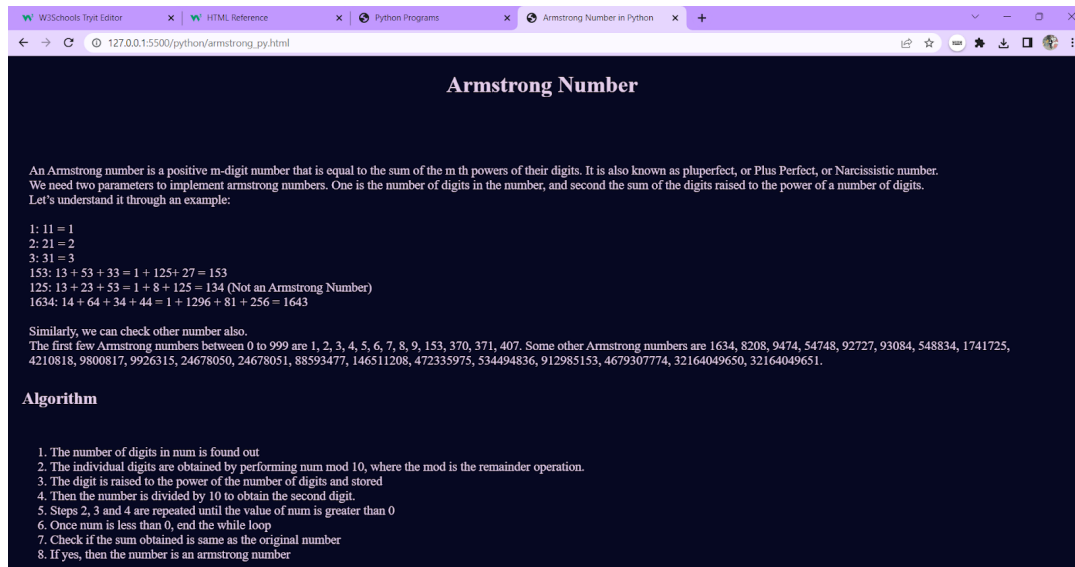 W3Schools Tryit Editor
HTML Reference
Python Programs
Armstrong Number in Python
127.0.0.1:5500/python/armstrong_py.html
Armstrong Number
An Armstrong number is a positive m-digit number that is equal to the sum of the m th powers of their digits. It is also known as pluperfect, or Plus Perfect, or Narcissistic number.
We need two parameters to implement armstrong numbers. One is the number of digits in the number, and second the sum of the digits raised to the power of a number of digits.
Let's understand it through an example:
1: 11 = 1
2: 21 = 2
3: 31 = 3
153: 13 + 53 + 33 = 1 + 125+ 27 = 153
125: 13 + 23 + 53 = 1 + 8 + 125 = 134 (Not an Armstrong Number)
1634: 14 + 64 + 34 + 44 = 1 + 1296 + 81 + 256 = 1643
Similarly, we can check other number also.
The first few Armstrong numbers between 0 to 999 are 1, 2, 3, 4, 5, 6, 7, 8, 9, 153, 370, 371, 407. Some other Armstrong numbers are 1634, 8208, 9474, 54748, 92727, 93084, 548834, 1741725,
4210818, 9800817, 9926315, 24678050, 24678051, 88593477, 146511208, 472335975, 534494836, 912985153, 4679307774, 32164049650, 32164049651.
Algorithm
1. The number of digits in num is found out
2. The individual digits are obtained by performing num mod 10, where the mod is the remainder operation.
3. The digit is raised to the power of the number of digits and stored
4. Then the number is divided by 10 to obtain the second digit.
5. Steps 2, 3 and 4 are repeated until the value of num is greater than 0
6. Once num is less than 0, end the while loop
7. Check if the sum obtained is same as the original number
8. If yes, then the number is an armstrong number